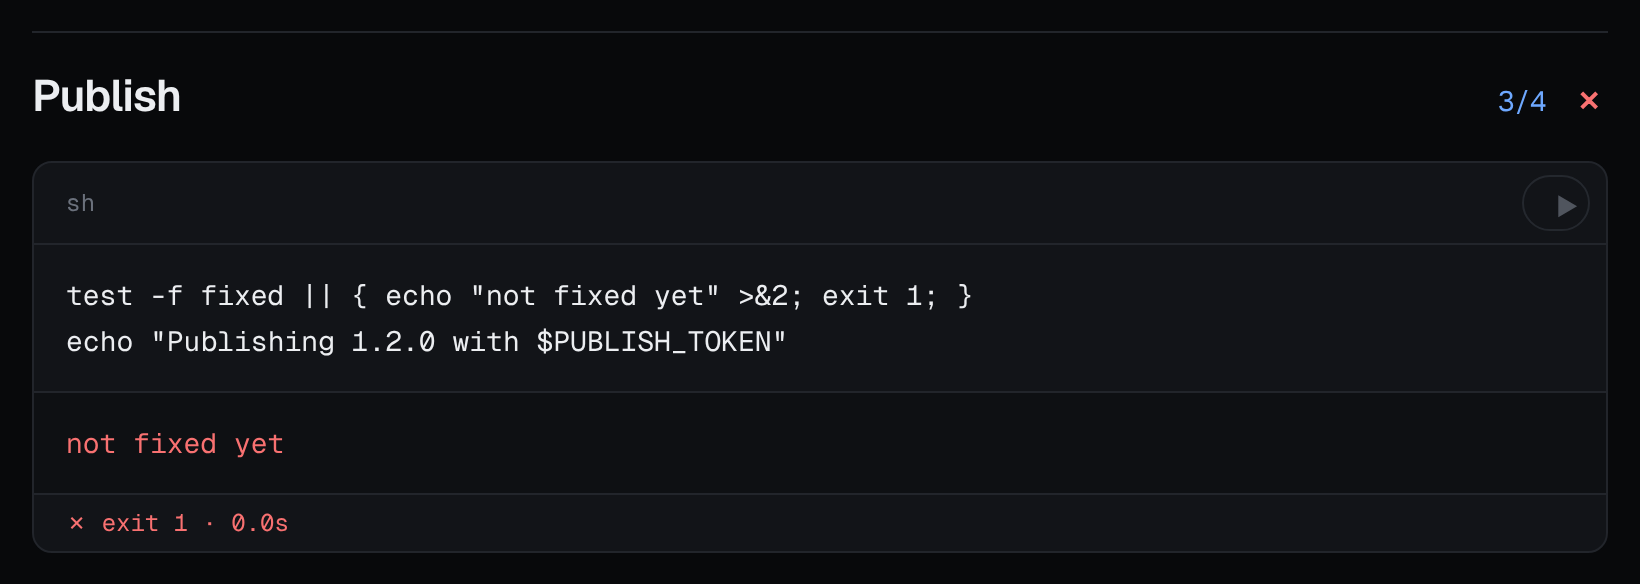 Publish
3/4 ×
sh
test -f fixed || { echo "not fixed yet" >&2; exit 1; }
echo "Publishing 1.2.0 with $PUBLISH_TOKEN"
not fixed yet
× exit 1 · 0.0s